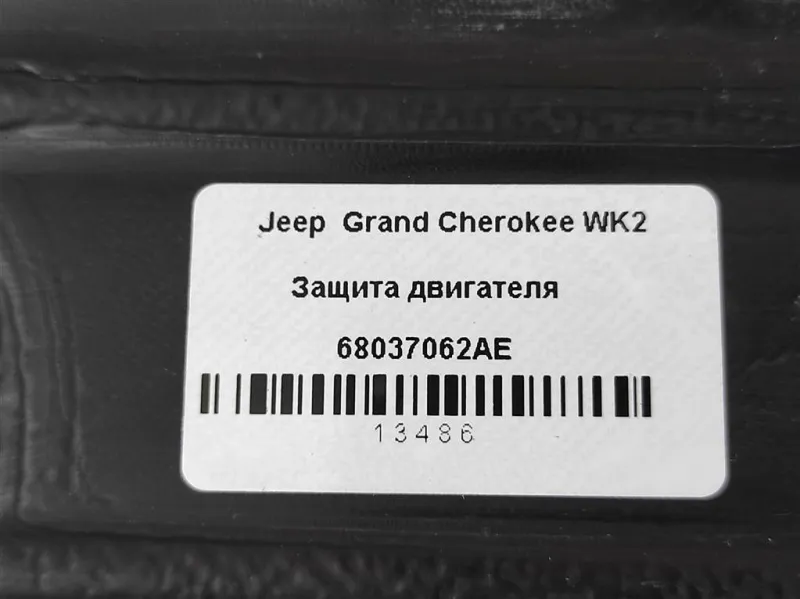 Jeep Grand Cherokee WK2
Защита двигателя
68037062AE
13486